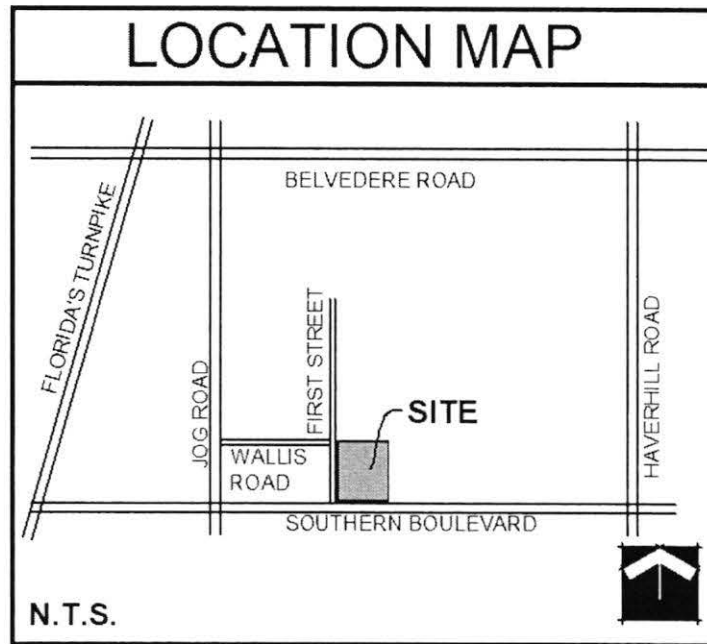 LOCATION MAP
BELVEDERE ROAD
FLORIDA'S TURNPIKE
JOG ROAD
FIRST STREET
HAVERHILL ROAD
SITE
WALLIS
ROAD
SOUTHERN BOULEVARD
N.T.S.